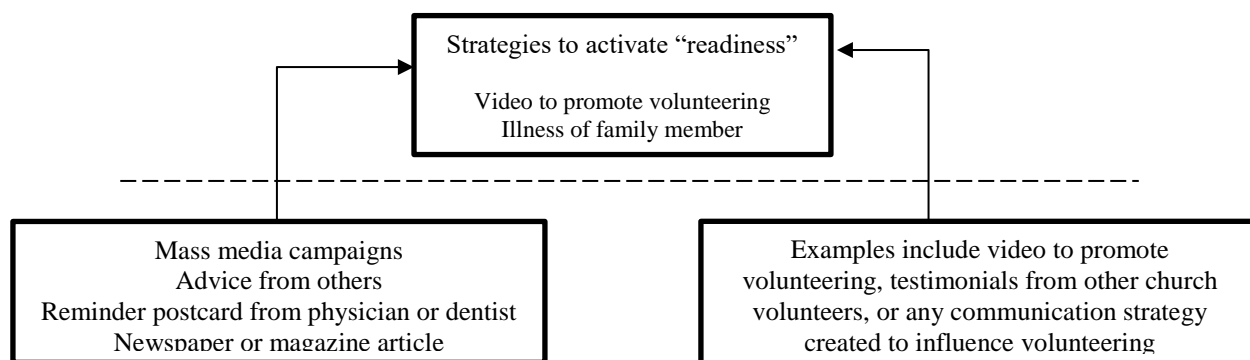 Strategies to activate “readiness”
Video to promote volunteering
Illness of family member
Mass media campaigns
Advice from others
Reminder postcard from physician or dentist
Newspaper or magazine article
Examples include video to promote
volunteering, testimonials from other church
volunteers, or any communication strategy
created to influence volunteering